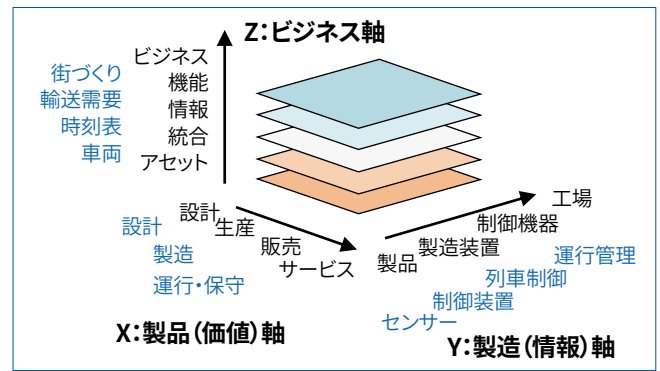 Z：ビジネス軸
ビジネス
機能
情報
統合
アセット
街づくり
輸送需要
時刻表
車両
設計
生産
販売
サービス
設計
製造
運行・保守
X：製品（価値）軸
製品
製造装置
制御機器
工場
センサー
制御装置
列車制御
運行管理
Y：製造（情報）軸